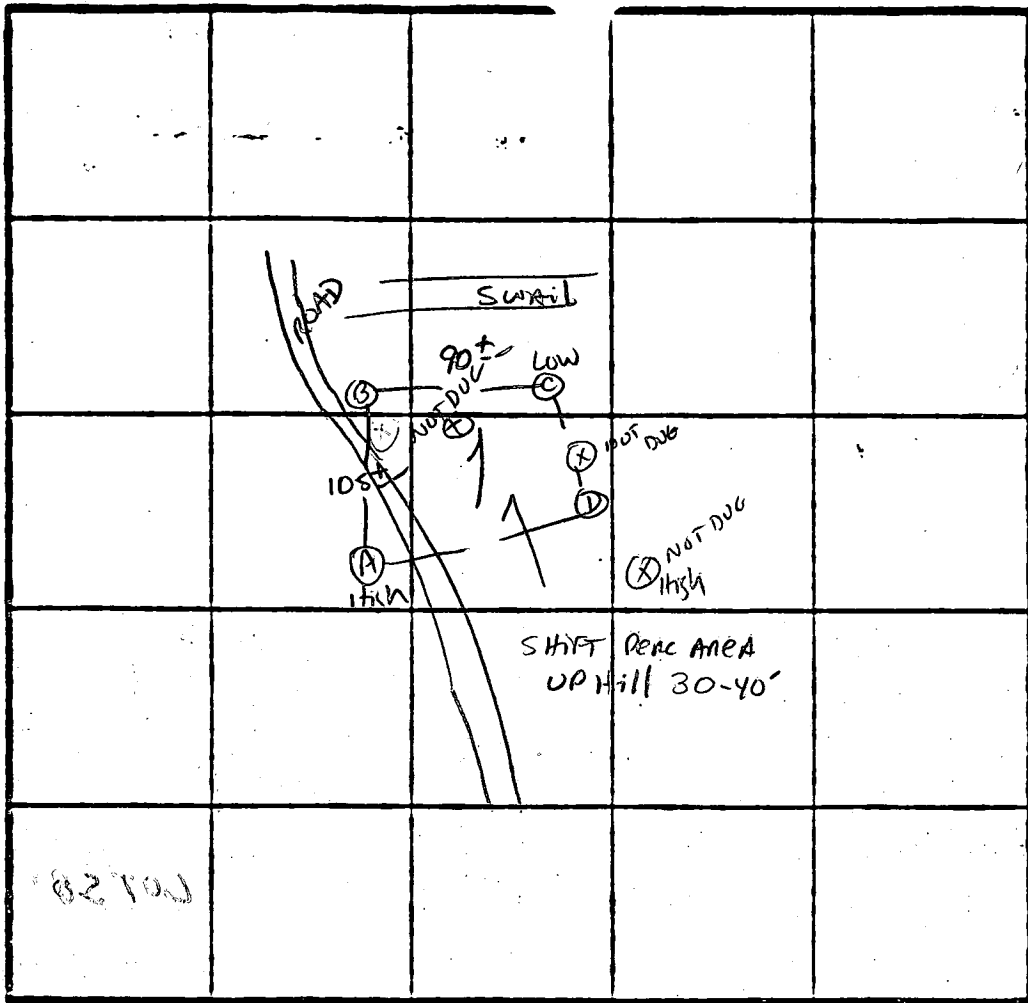 ROAD
SWAil
90±
LOW
B
C
NOT DUG
X
X
NOT DUG
105±
D
A
High
X
NOT DUG
High
SHIFT Perc AREA
UP Hill 30-40'